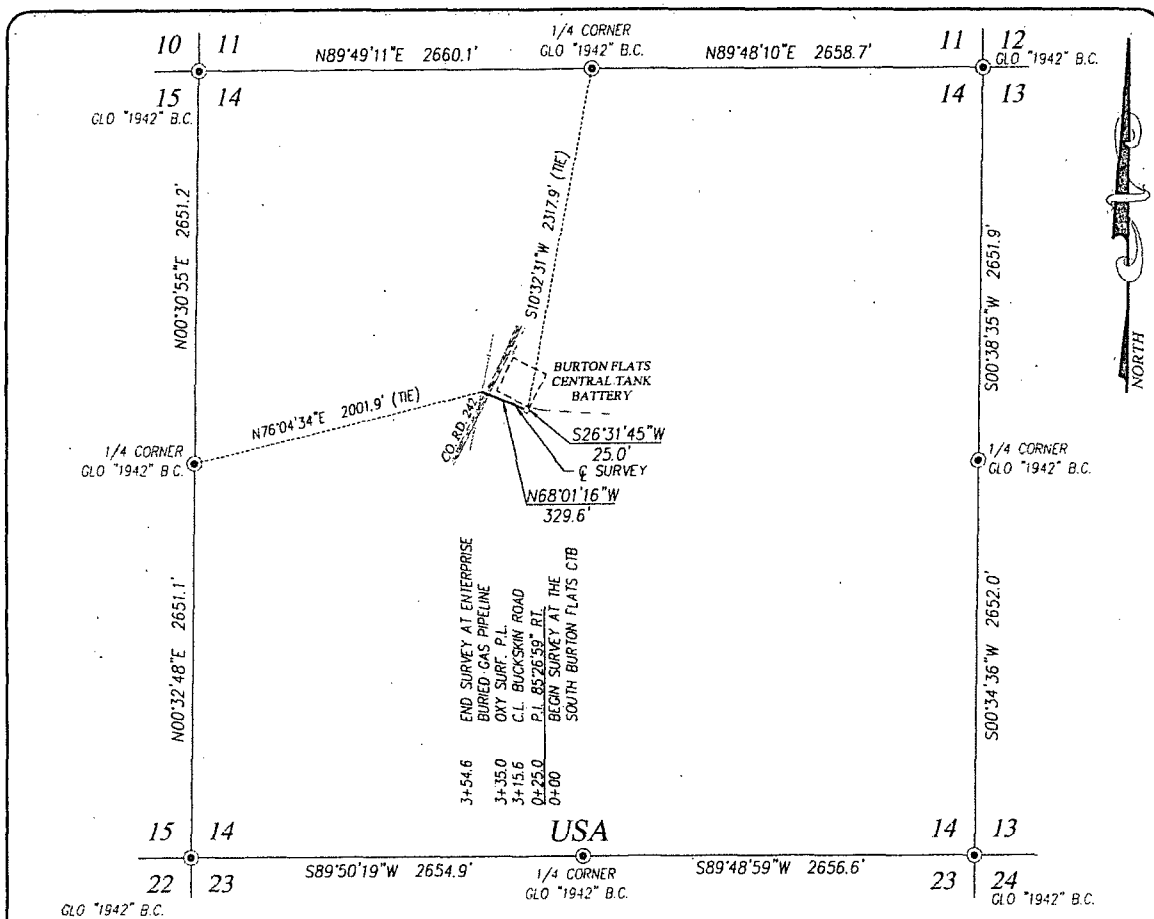 1/4 CORNER
GLO "1942" B.C.
10 11
N89°49'11"E 2660.1'
N89°48'10"E 2658.7'
11 12
GLO "1942" B.C.
15 14
GLO "1942" B.C.
14 13
N00°30'55"E 2651.2'
S10°32'31"W 2317.9' (TIE)
S00°38'35"W 2651.9'
NORTH
BURTON FLATS
CENTRAL TANK
BATTERY
CO. RD. 242
N76°04'34"E 2001.9' (TIE)
S26°31'45"W
25.0'
℄ SURVEY
N68°01'16"W
329.6'
1/4 CORNER
GLO "1942" B.C.
1/4 CORNER
GLO "1942" B.C.
3+54.6 END SURVEY AT ENTERPRISE
BURIED GAS PIPELINE
3+35.0 OXY SURF. P.L.
3+15.6 C.L. BUCKSKIN ROAD
0+25.0 P.I. 85°26'59" RT.
0+00 BEGIN SURVEY AT THE
SOUTH BURTON FLATS CTB
N00°32'48"E 2651.1'
S00°34'36"W 2652.0'
15 14
USA
14 13
22 23
S89°50'19"W 2654.9'
1/4 CORNER
GLO "1942" B.C.
S89°48'59"W 2656.6'
23 24
GLO "1942" B.C.
GLO "1942" B.C.